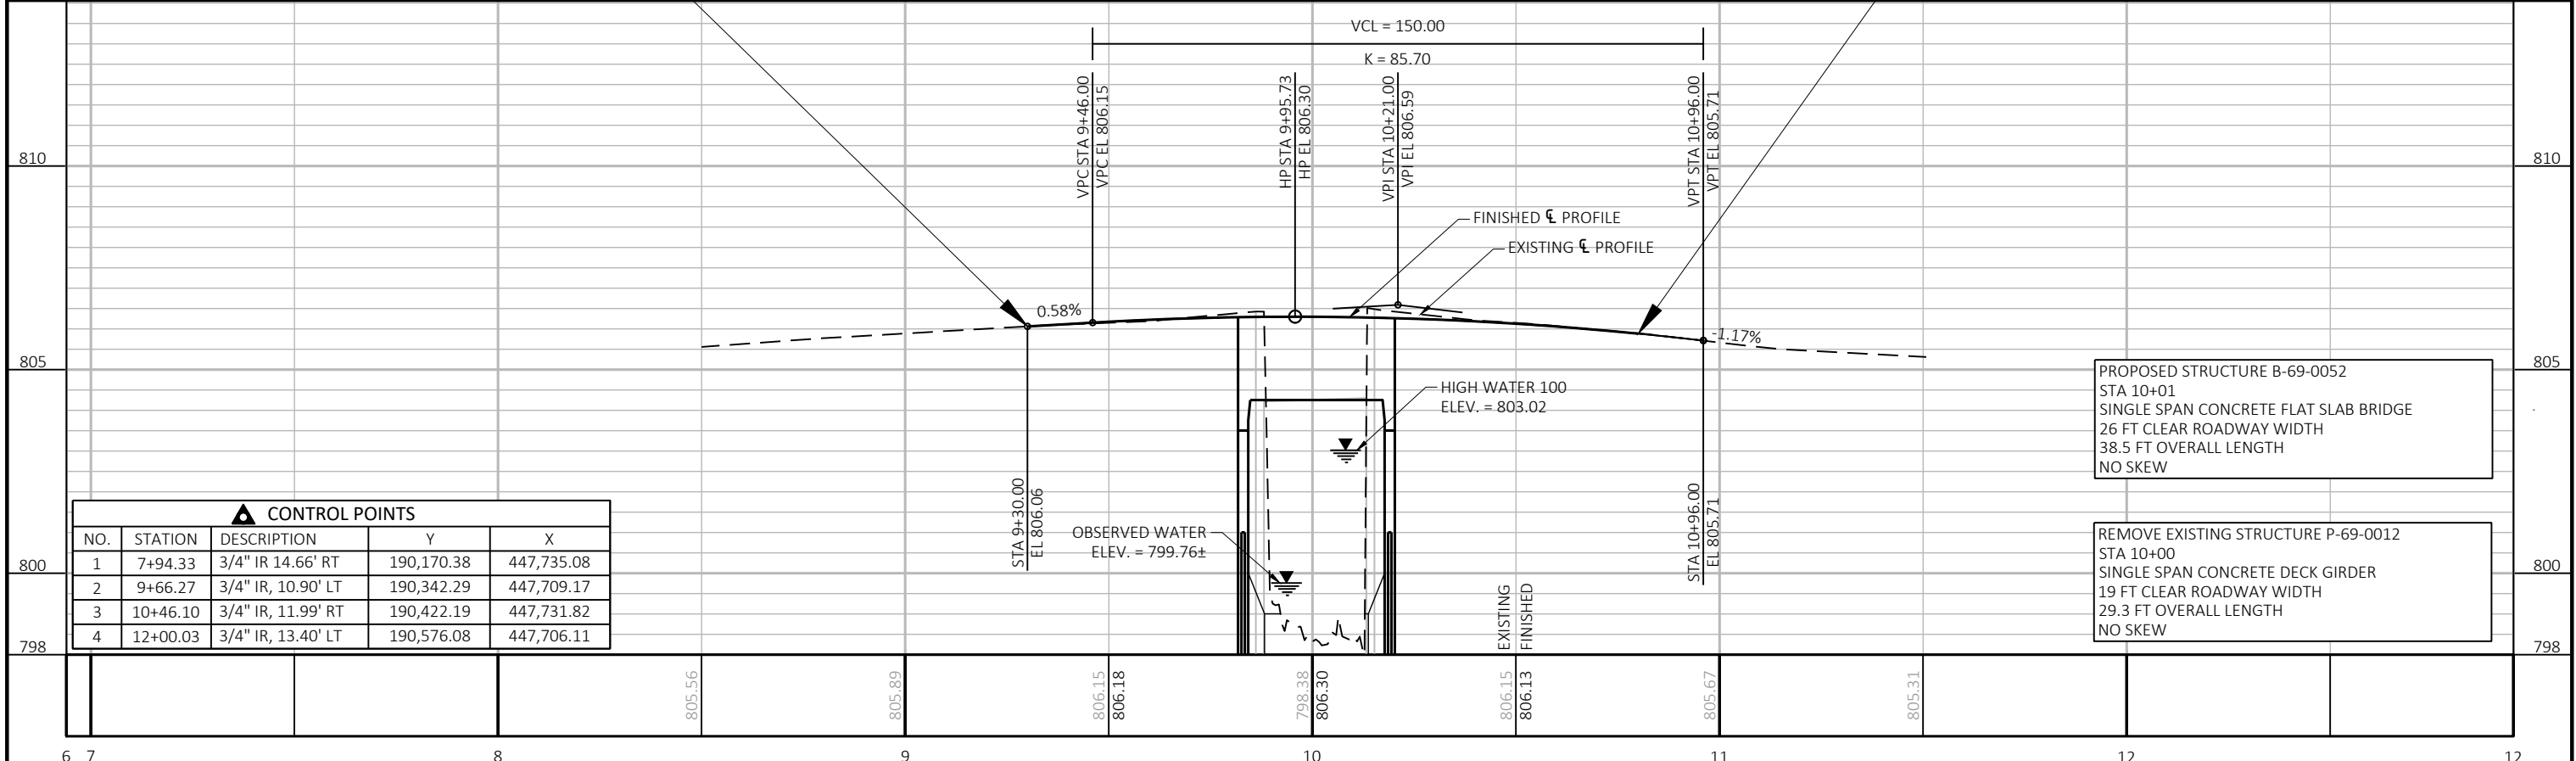 VCL = 150.00
K = 85.70
VPC STA 9+46.00
VPC EL 806.15
HP STA 9+95.73
HP EL 806.30
VPI STA 10+21.00
VPI EL 806.59
VPT STA 10+96.00
VPT EL 805.71
810
810
FINISHED ℄ PROFILE
EXISTING ℄ PROFILE
0.58%
-1.17%
805
805
HIGH WATER 100
ELEV. = 803.02
PROPOSED STRUCTURE B-69-0052
STA 10+01
SINGLE SPAN CONCRETE FLAT SLAB BRIDGE
26 FT CLEAR ROADWAY WIDTH
38.5 FT OVERALL LENGTH
NO SKEW
STA 9+30.00
EL 806.06
OBSERVED WATER
ELEV. = 799.76±
STA 10+96.00
EL 805.71
CONTROL POINTS
NO. STATION DESCRIPTION Y X
1 7+94.33 3/4" IR 14.66' RT 190,170.38 447,735.08
2 9+66.27 3/4" IR, 10.90' LT 190,342.29 447,709.17
3 10+46.10 3/4" IR, 11.99' RT 190,422.19 447,731.82
4 12+00.03 3/4" IR, 13.40' LT 190,576.08 447,706.11
REMOVE EXISTING STRUCTURE P-69-0012
STA 10+00
SINGLE SPAN CONCRETE DECK GIRDER
19 FT CLEAR ROADWAY WIDTH
29.3 FT OVERALL LENGTH
NO SKEW
800
800
EXISTING
FINISHED
798
798
805.56
805.89
806.15
806.18
798.38
806.30
806.15
806.13
805.67
805.31
6 7 8 9 10 11 12 12